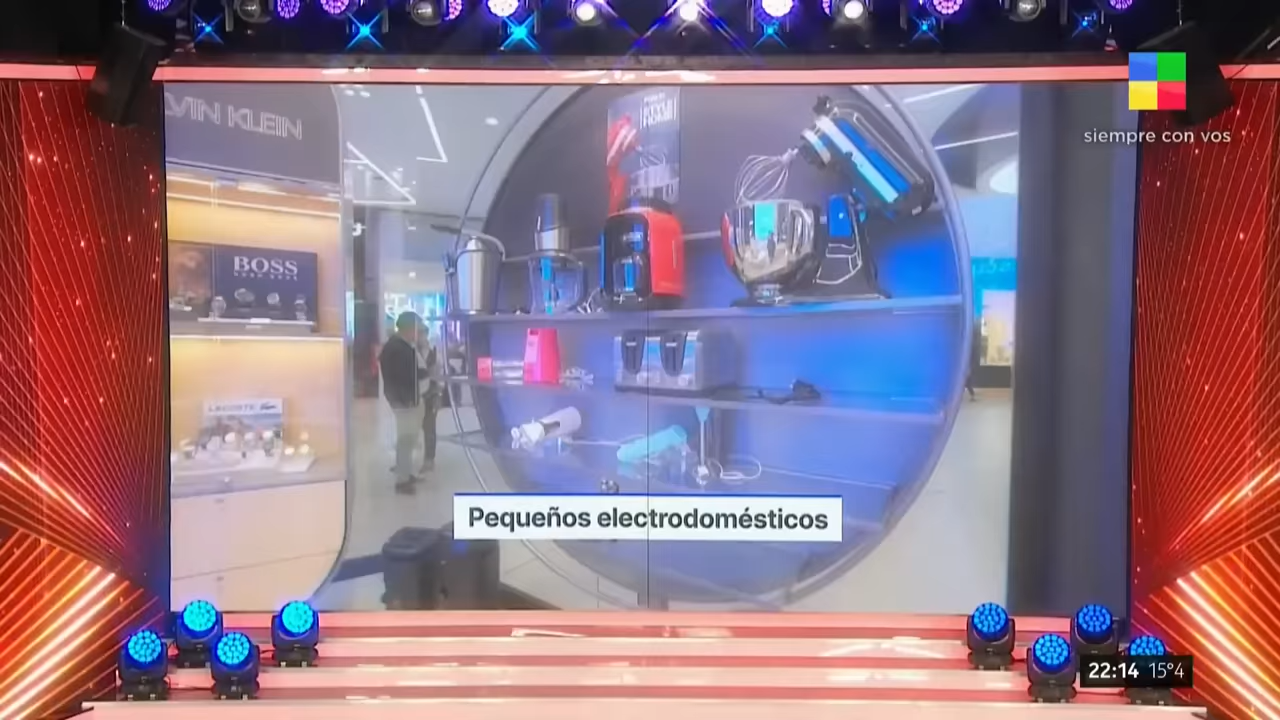 VIN KLEIN
siempre con vos
BOSS
LACOSTE
Pequeños electrodomésticos
22:14 15°4